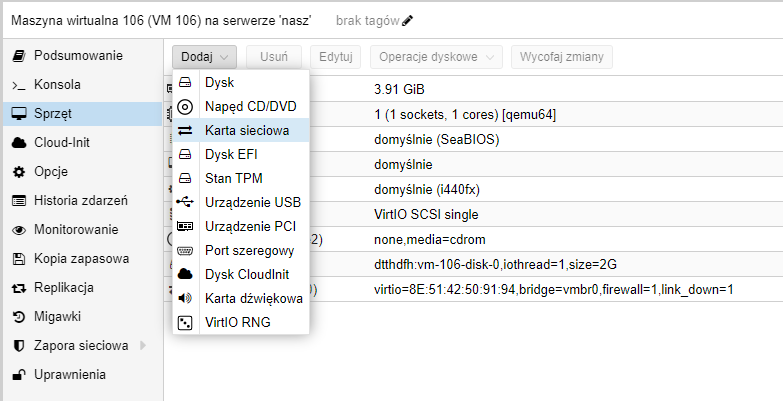 Maszyna wirtualna 106 (VM 106) na serwerze 'nasz' brak tagów
Podsumowanie
Konsola
Sprzęt
Cloud-Init
Opcje
Historia zdarzeń
Monitorowanie
Kopia zapasowa
Replikacja
Migawki
Zapora sieciowa
Uprawnienia
Dodaj Usuń Edytuj Operacje dyskowe Wycofaj zmiany
Dysk
Napęd CD/DVD
Karta sieciowa
Dysk EFI
Stan TPM
Urządzenie USB
Urządzenie PCI
Port szeregowy
Dysk CloudInit
Karta dźwiękowa
VirtIO RNG
3.91 GiB
1 (1 sockets, 1 cores) [qemu64]
domyślnie (SeaBIOS)
domyślnie
domyślnie (i440fx)
VirtIO SCSI single
2) none,media=cdrom
dtthdfh:vm-106-disk-0,iothread=1,size=2G
) virtio=8E:51:42:50:91:94,bridge=vmbr0,firewall=1,link_down=1